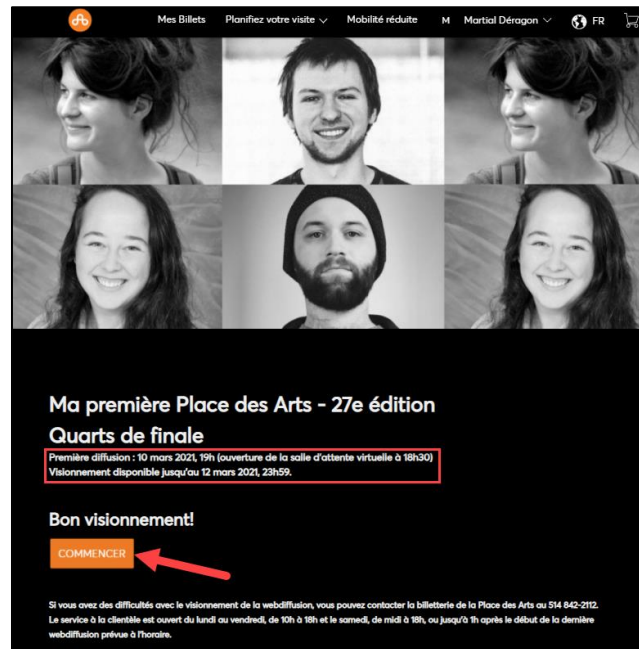 Mes Billets Planifiez votre visite Mobilité réduite M Martial Déragon FR
Ma première Place des Arts - 27e édition
Quarts de finale
Première diffusion : 10 mars 2021, 19h (ouverture de la salle d'attente virtuelle à 18h30)
Visionnement disponible jusqu'au 12 mars 2021, 23h59.
Bon visionnement!
COMMENCER
Si vous avez des difficultés avec le visionnement de la webdiffusion, vous pouvez contacter la billetterie de la Place des Arts au 514 842-2112.
Le service à la clientèle est ouvert du lundi au vendredi, de 10h à 18h et le samedi, de midi à 18h, ou jusqu'à 1h après le début de la dernière
webdiffusion prévue à l'horaire.